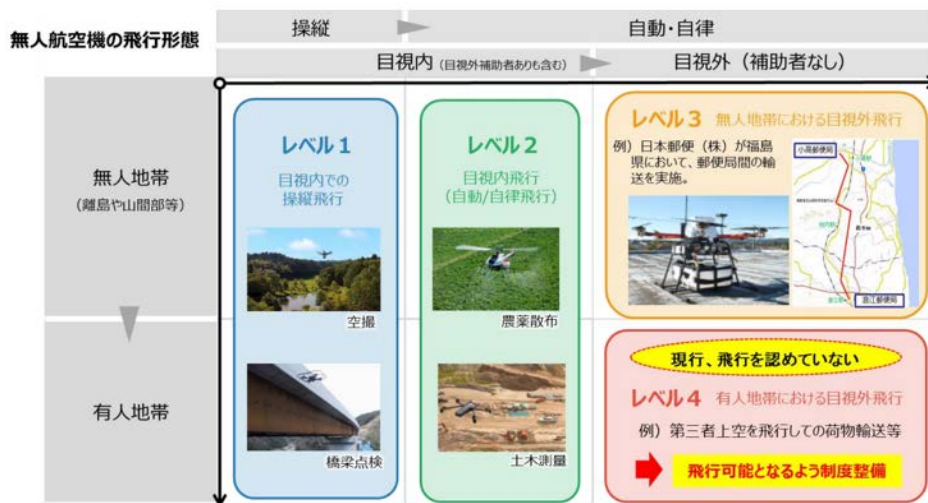 無人航空機の飛行形態
操縦
自動・自律
目視内（目視外補助者ありも含む）
目視外（補助者なし）
無人地帯
（離島や山間部等）
有人地帯
レベル１
目視内での
操縦飛行
空撮
橋梁点検
レベル２
目視内飛行
（自動/自律飛行）
農薬散布
土木測量
レベル３ 無人地帯における目視外飛行
例）日本郵便（株）が福島
県において、郵便局間の輸
送を実施。
小高郵便局
浪江郵便局
現行、飛行を認めていない
レベル４ 有人地帯における目視外飛行
例）第三者上空を飛行しての荷物輸送等
飛行可能となるよう制度整備